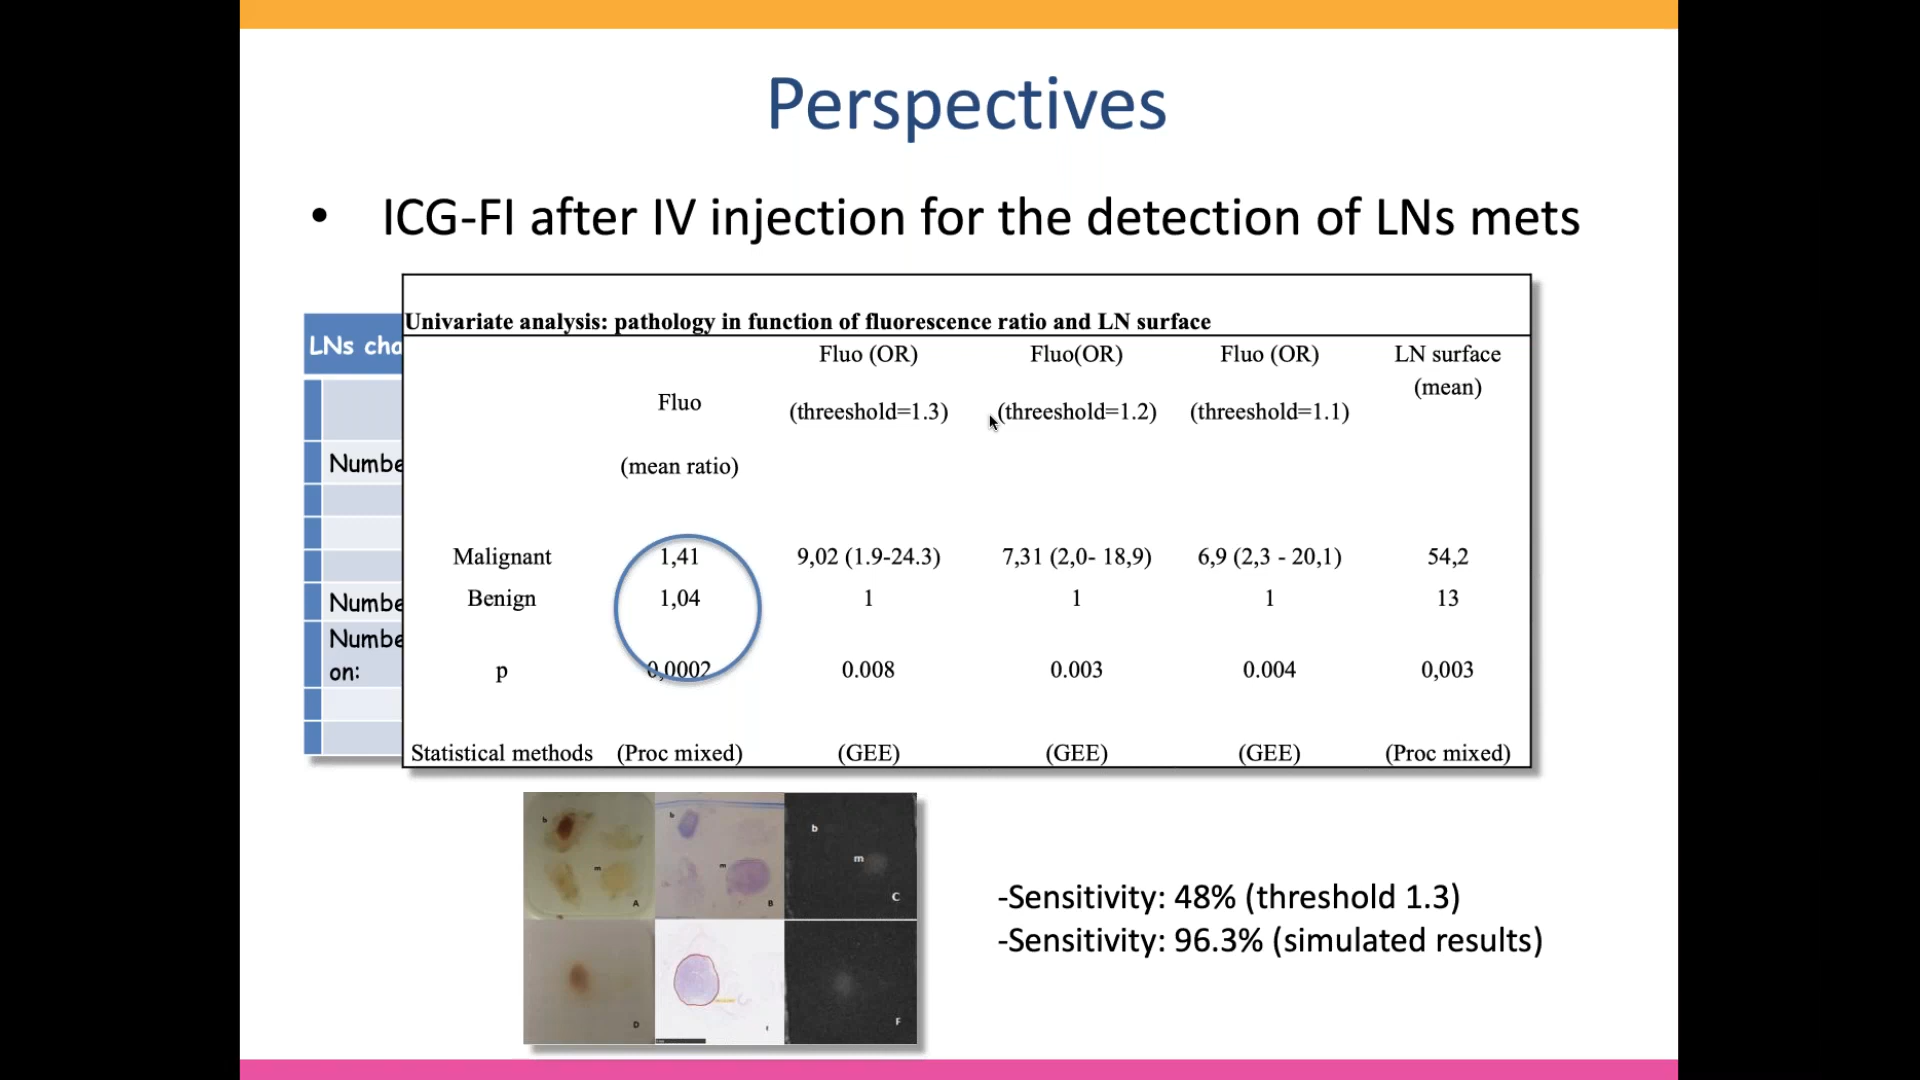 Perspectives
• ICG-FI after IV injection for the detection of LNs mets
LNs cha
Numbe
Numbe
Numbe
on:
Univariate analysis: pathology in function of fluorescence ratio and LN surface
Fluo (mean ratio) Fluo (OR) (threeshold=1.3) Fluo(OR) (threeshold=1.2) Fluo (OR) (threeshold=1.1) LN surface (mean)
Malignant 1,41 9,02 (1.9-24.3) 7,31 (2,0- 18,9) 6,9 (2,3 - 20,1) 54,2
Benign 1,04 1 1 1 13
p 0,0002 0.008 0.003 0.004 0,003
Statistical methods (Proc mixed) (GEE) (GEE) (GEE) (Proc mixed)
b
m
A
b
m
B
b
m
C
D
F
-Sensitivity: 48% (threshold 1.3)
-Sensitivity: 96.3% (simulated results)